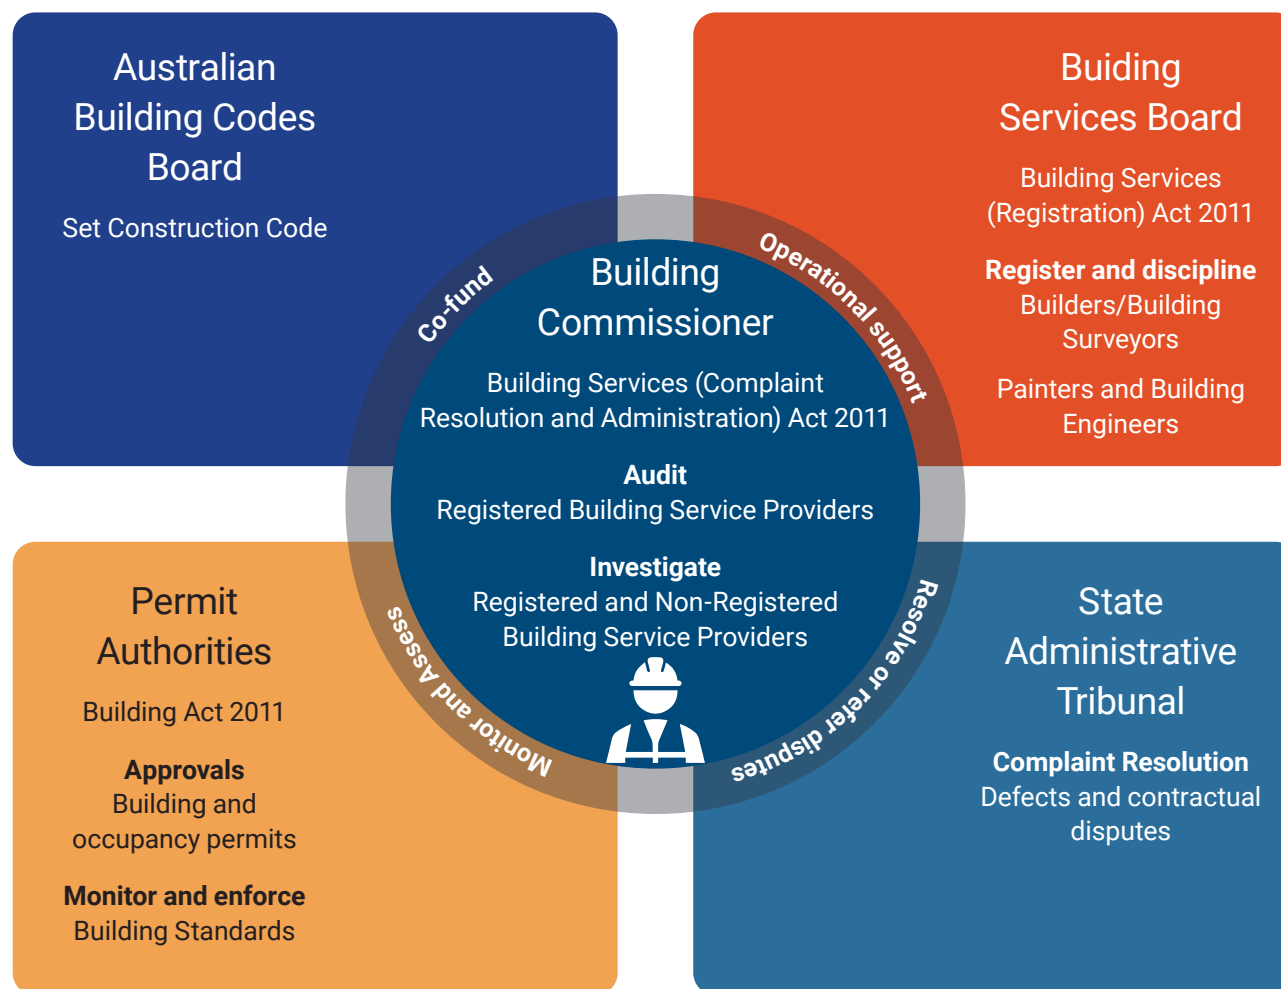 Australian
Building Codes
Board
Set Construction Code
Buiding
Services Board
Building Services
(Registration) Act 2011
Register and discipline
Builders/Building
Surveyors
Painters and Building
Engineers
Co-fund
Operational support
Building
Commissioner
Building Services (Complaint
Resolution and Administration) Act 2011
Audit
Registered Building Service Providers
Investigate
Registered and Non-Registered
Building Service Providers
Monitor and Assess
Resolve or refer disputes
Permit
Authorities
Building Act 2011
Approvals
Building and
occupancy permits
Monitor and enforce
Building Standards
State
Administrative
Tribunal
Complaint Resolution
Defects and contractual
disputes